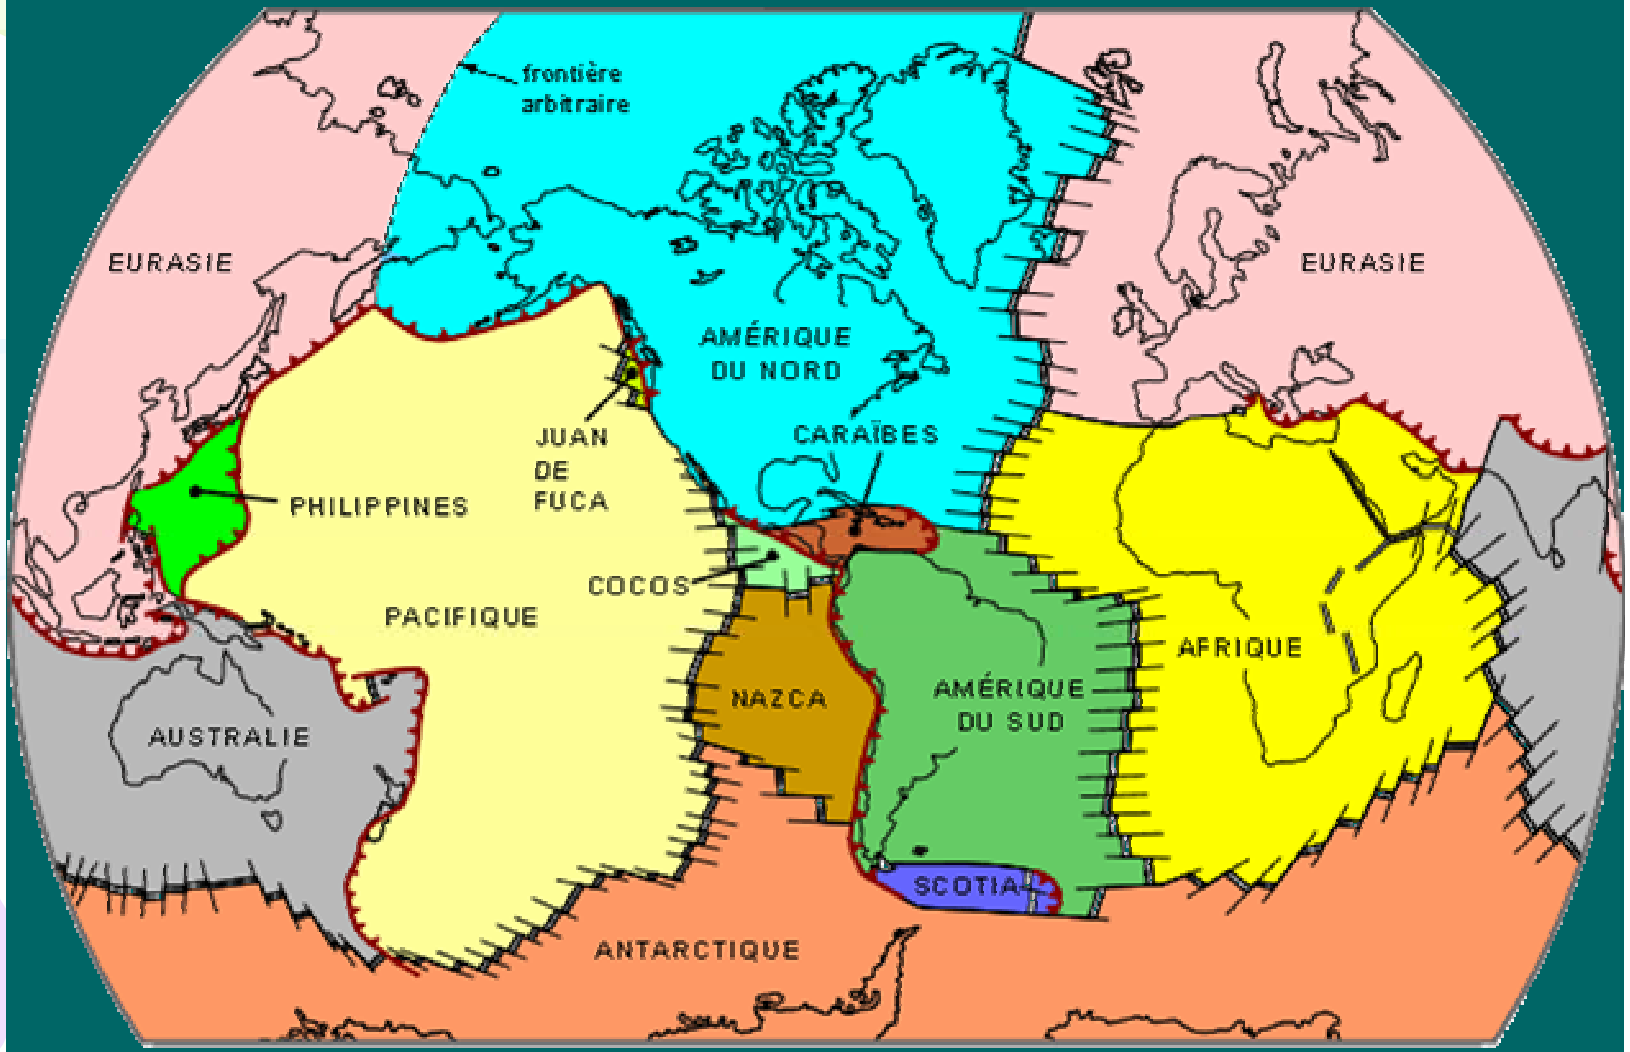 frontière
arbitraire
EURASIE
EURASIE
AMÉRIQUE
DU NORD
JUAN
DE
FUCA
CARAÏBES
PHILIPPINES
COCOS
PACIFIQUE
AFRIQUE
NAZCA
AMÉRIQUE
DU SUD
AUSTRALIE
SCOTIA
ANTARCTIQUE